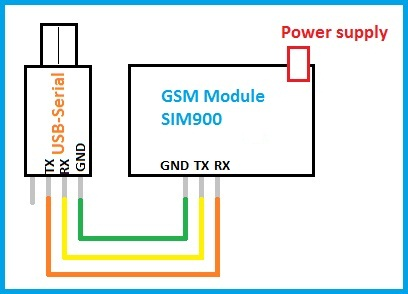 Power supply
USB-Serial
GSM Module
SIM900
TX
RX
GND
GND TX RX